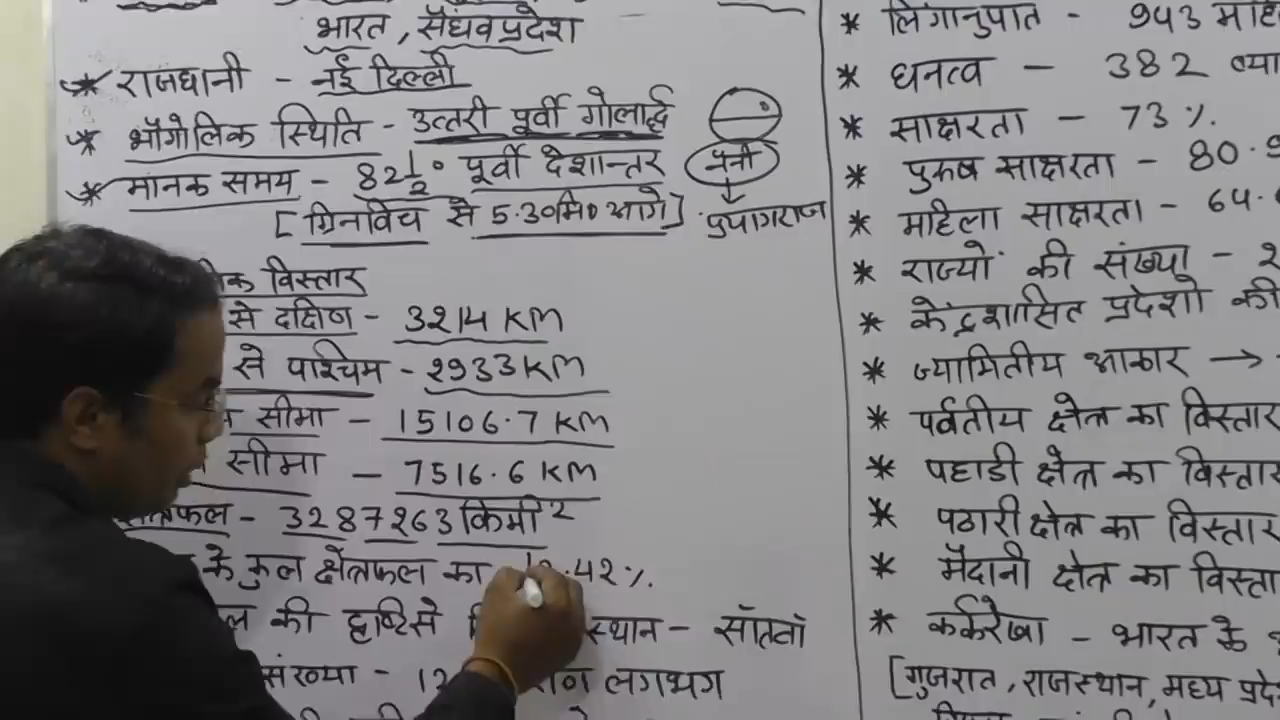 भारत, सैंधवप्रदेश
* राजधानी - नई दिल्ली
* भौगोलिक स्थिति - उत्तरी पूर्वी गोलार्द्ध
* मानक समय - 82½° पूर्वी देशान्तर
नैनी
[ग्रिनविच से 5.30मि० आगे]
प्रयागराज
विस्तार
से दक्षिण - 3214 KM
से पश्चिम - 2933 KM
सीमा - 15106.7 KM
सीमा - 7516.6 KM
- 3287263 किमी²
के कुल क्षेत्रफल का .42%.
की दृष्टि से स्थान - सॉतवॉ
संख्या - 12 लगभग
* लिंगानुपात - 943
* घनत्व - 382
* साक्षरता - 73%.
* पुरुष साक्षरता - 80.
* महिला साक्षरता - 64.
* राज्यों की संख्या -
* केंद्रशासित प्रदेशो की
* ज्यामितीय आकार →
* पर्वतीय क्षेत्र का विस्तार
* पहाडी क्षेत्र का विस्तार
* पठारी क्षेत्र का विस्तार
* मैदानी क्षेत्र का विस्ता
* कर्करेखा - भारत के
[गुजरात, राजस्थान, मध्य प्रदे